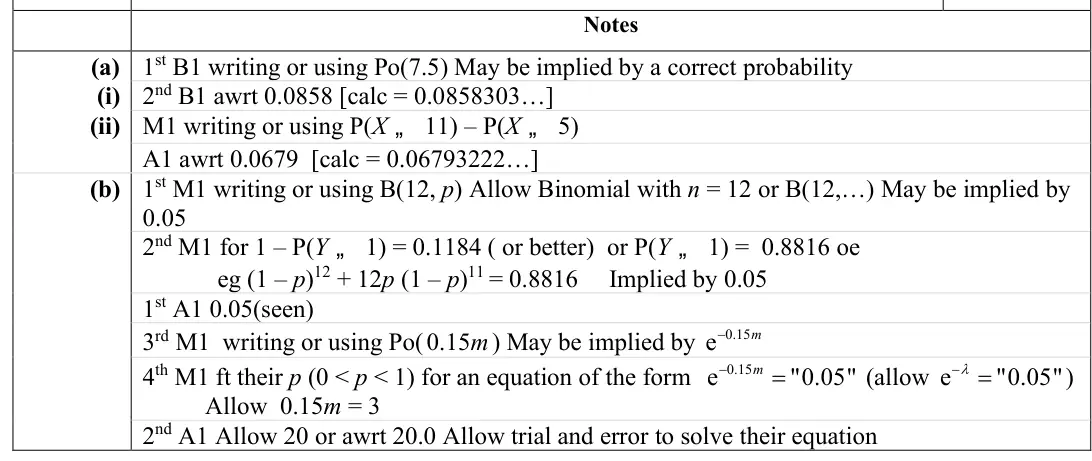 Notes
(a) 1st B1 writing or using Po(7.5) May be implied by a correct probability
(i) 2nd B1 awrt 0.0858 [calc = 0.0858303…]
(ii) M1 writing or using P(X „ 11) – P(X „ 5)
A1 awrt 0.0679 [calc = 0.06793222…]
(b) 1st M1 writing or using B(12, p) Allow Binomial with n = 12 or B(12,…) May be implied by
0.05
2nd M1 for 1 – P(Y „ 1) = 0.1184 ( or better) or P(Y „ 1) = 0.8816 oe
eg (1 – p)^12 + 12p (1 – p)^11 = 0.8816 Implied by 0.05
1st A1 0.05(seen)
3rd M1 writing or using Po( 0.15m ) May be implied by e^–0.15m
4th M1 ft their p (0 < p < 1) for an equation of the form e^–0.15m = "0.05" (allow e^–λ = "0.05" )
Allow 0.15m = 3
2nd A1 Allow 20 or awrt 20.0 Allow trial and error to solve their equation